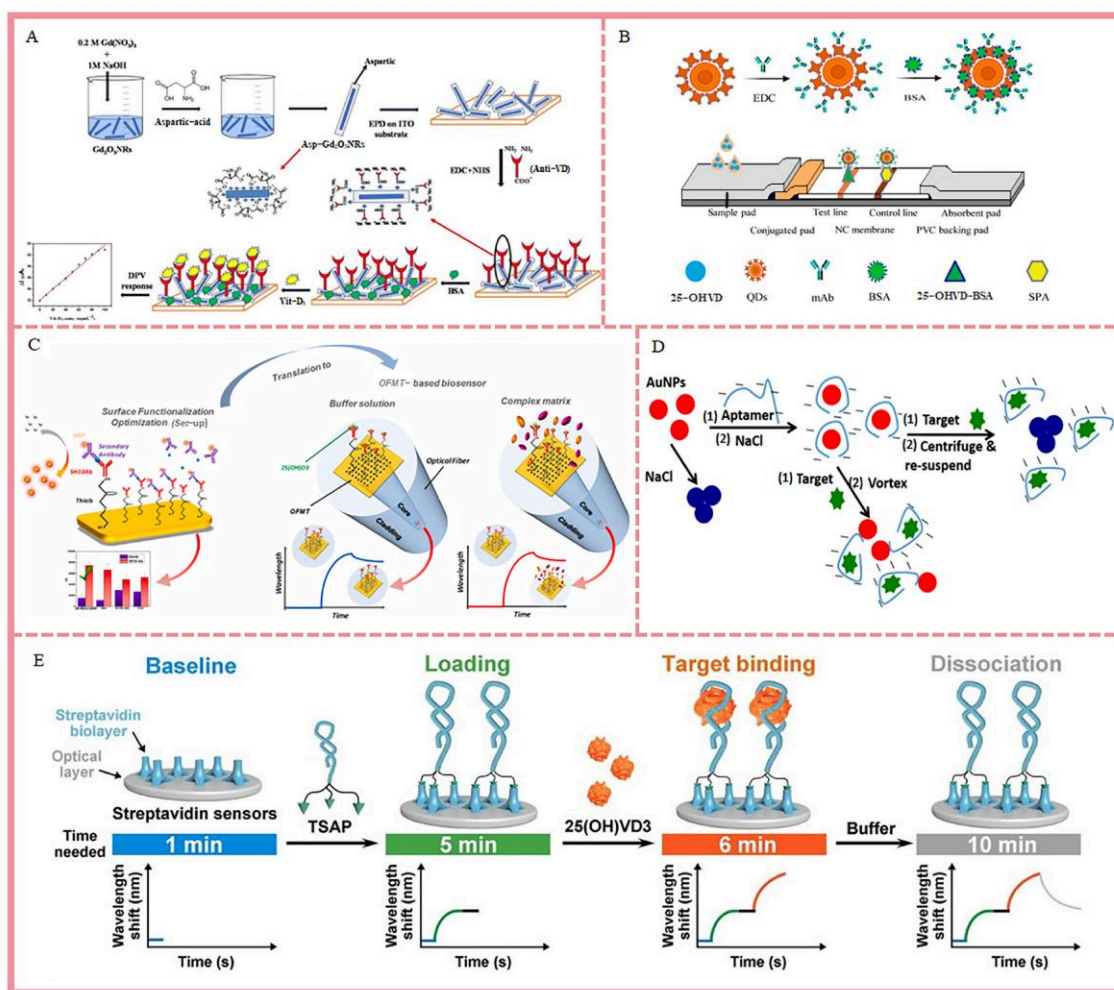 A
0.2 M Gd(NO₃)₃
+
1M NaOH
Aspartic-acid
Gd₂O₃NRs
Aspartic
EPD on ITO
substrate
Asp-Gd₂O₃NRs
EDC+NHS
NH₂ NH₂
(Anti-VD)
COO⁻
BSA
Vit-D₃
DPV
response
B
EDC
BSA
Sample pad
Test line
Control line
Absorbent pad
Conjugated pad
NC membrane
PVC backing pad
25-OHVD
QDs
mAb
BSA
25-OHVD-BSA
SPA
C
Translation to
OFMT- based biosensor
Surface Functionalization
Optimization (Set-up)
Buffer solution
Complex matrix
Secondary
Antibody
SH10Ab
Thiols
25(OH)D3
OFMT
Optical Fiber
Core
Cladding
Core
Cladding
Wavelength
Time
Wavelength
Time
D
AuNPs
(1) Aptamer
(2) NaCl
NaCl
(1) Target
(2) Centrifuge &
re-suspend
(1) Target
(2) Vortex
E
Baseline
Loading
Target binding
Dissociation
Streptavidin
biolayer
Optical
layer
Streptavidin sensors
TSAP
25(OH)VD3
Buffer
Time
needed
1 min
5 min
6 min
10 min
Wavelength
shift (nm)
Time (s)
Wavelength
shift (nm)
Time (s)
Wavelength
shift (nm)
Time (s)
Wavelength
shift (nm)
Time (s)